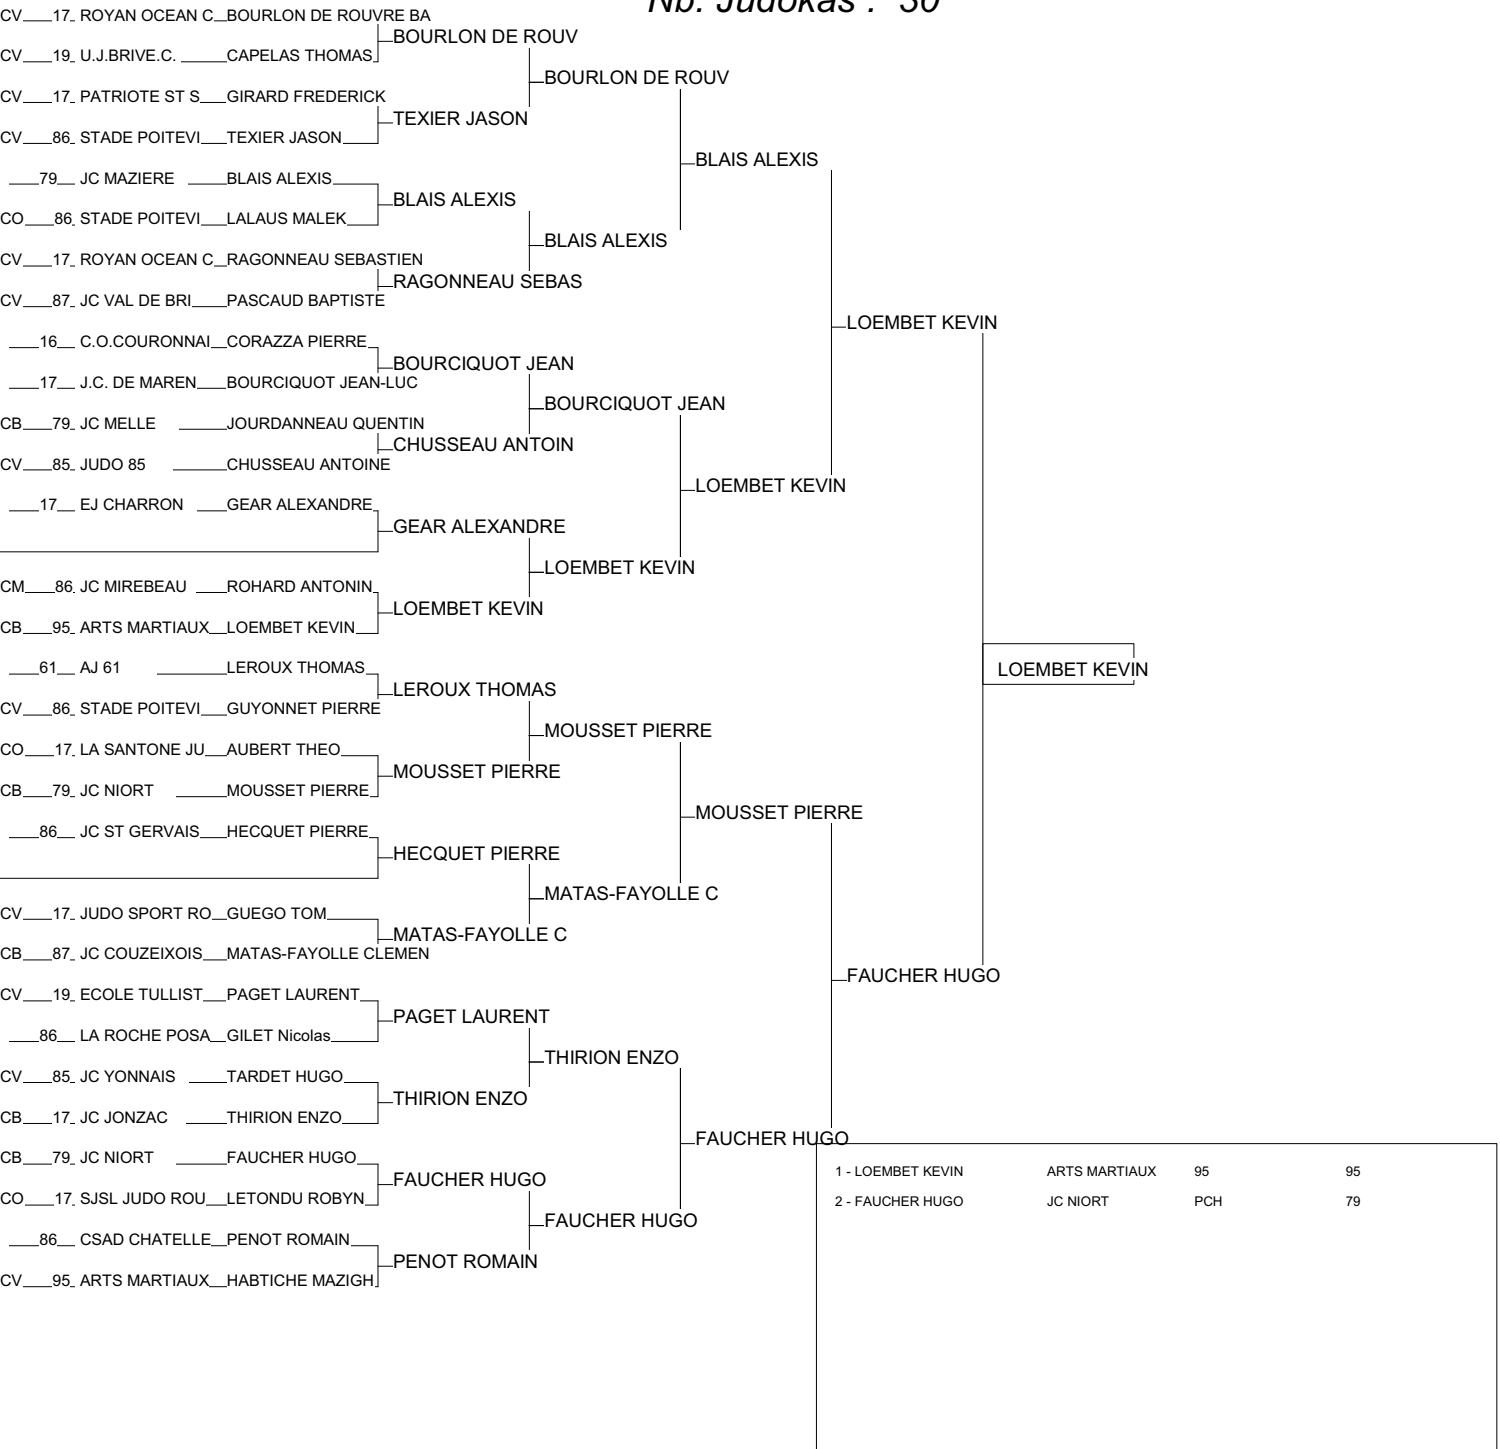 Nb. Judokas : 30
CV 17 ROYAN OCEAN C BOURLON DE ROUVRE BA
BOURLON DE ROUV
CV 19 U.J.BRIVE.C. CAPELAS THOMAS
BOURLON DE ROUV
CV 17 PATRIOTE ST S GIRARD FREDERICK
TEXIER JASON
CV 86 STADE POITEVI TEXIER JASON
BLAIS ALEXIS
79 JC MAZIERE BLAIS ALEXIS
BLAIS ALEXIS
CO 86 STADE POITEVI LALAUS MALEK
BLAIS ALEXIS
CV 17 ROYAN OCEAN C RAGONNEAU SEBASTIEN
RAGONNEAU SEBAS
CV 87 JC VAL DE BRI PASCAUD BAPTISTE
LOEMBET KEVIN
16 C.O.COURONNAI CORAZZA PIERRE
BOURCIQUOT JEAN
17 J.C. DE MAREN BOURCIQUOT JEAN-LUC
BOURCIQUOT JEAN
CB 79 JC MELLE JOURDANNEAU QUENTIN
CHUSSEAU ANTOIN
CV 85 JUDO 85 CHUSSEAU ANTOINE
LOEMBET KEVIN
17 EJ CHARRON GEAR ALEXANDRE
GEAR ALEXANDRE
LOEMBET KEVIN
CM 86 JC MIREBEAU ROHARD ANTONIN
LOEMBET KEVIN
CB 95 ARTS MARTIAUX LOEMBET KEVIN
61 AJ 61 LEROUX THOMAS
LOEMBET KEVIN
LEROUX THOMAS
CV 86 STADE POITEVI GUYONNET PIERRE
MOUSSET PIERRE
CO 17 LA SANTONE JU AUBERT THEO
MOUSSET PIERRE
CB 79 JC NIORT MOUSSET PIERRE
MOUSSET PIERRE
86 JC ST GERVAIS HECQUET PIERRE
HECQUET PIERRE
MATAS-FAYOLLE C
CV 17 JUDO SPORT RO GUEGO TOM
MATAS-FAYOLLE C
CB 87 JC COUZEIXOIS MATAS-FAYOLLE CLEMEN
FAUCHER HUGO
CV 19 ECOLE TULLIST PAGET LAURENT
PAGET LAURENT
86 LA ROCHE POSA GILET Nicolas
THIRION ENZO
CV 85 JC YONNAIS TARDET HUGO
THIRION ENZO
CB 17 JC JONZAC THIRION ENZO
FAUCHER HUGO
CB 79 JC NIORT FAUCHER HUGO
FAUCHER HUGO
CO 17 SJSL JUDO ROU LETONDU ROBYN
FAUCHER HUGO
86 CSAD CHATELLE PENOT ROMAIN
PENOT ROMAIN
CV 95 ARTS MARTIAUX HABTICHE MAZIGH
1 - LOEMBET KEVIN ARTS MARTIAUX 95 95
2 - FAUCHER HUGO JC NIORT PCH 79